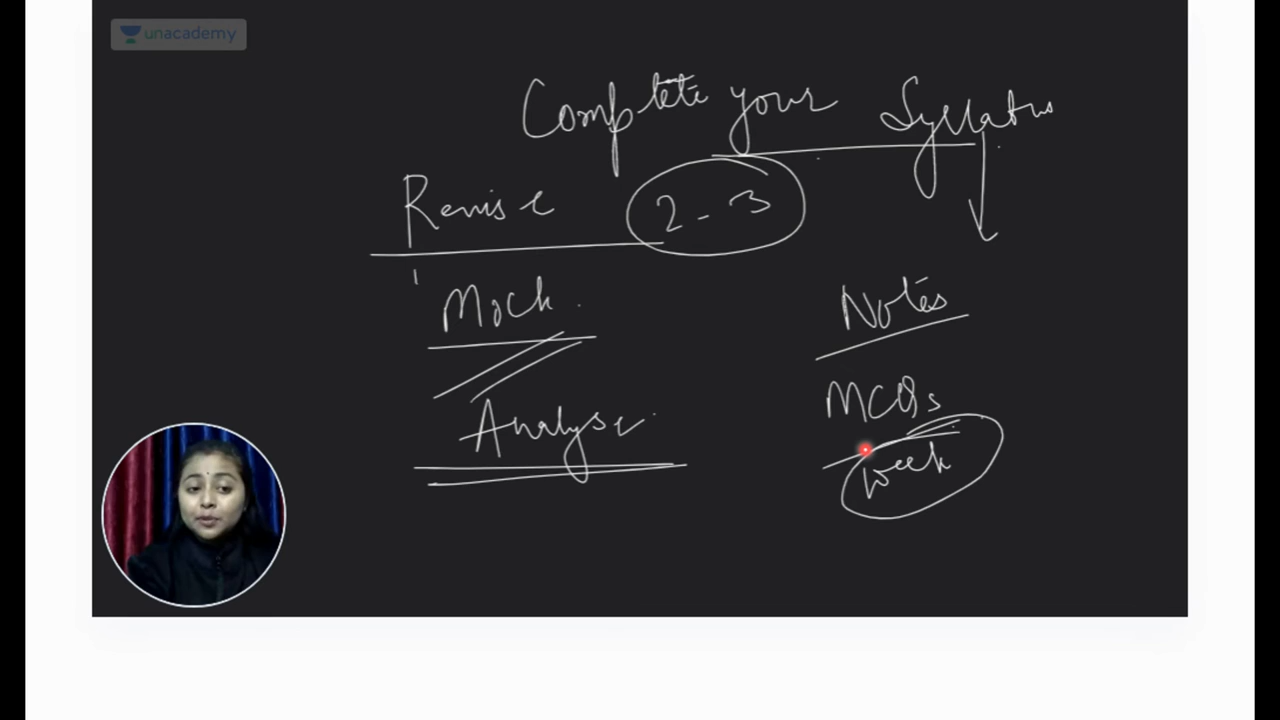 unacademy
Complete your Syllabus
Revise 2-3
Mock.
Notes
MCQs
Analyse.
week